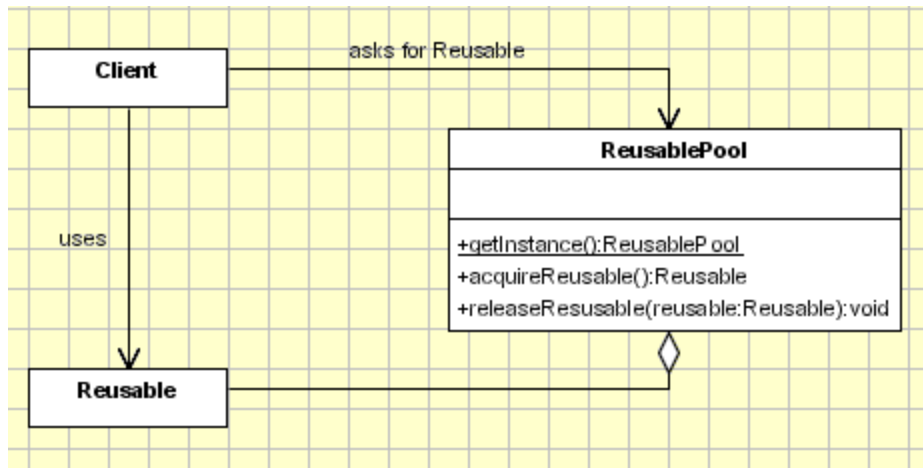 asks for Reusable
Client
ReusablePool
uses
+getInstance():ReusablePool
+acquireReusable():Reusable
+releaseResusable(reusable:Reusable):void
Reusable